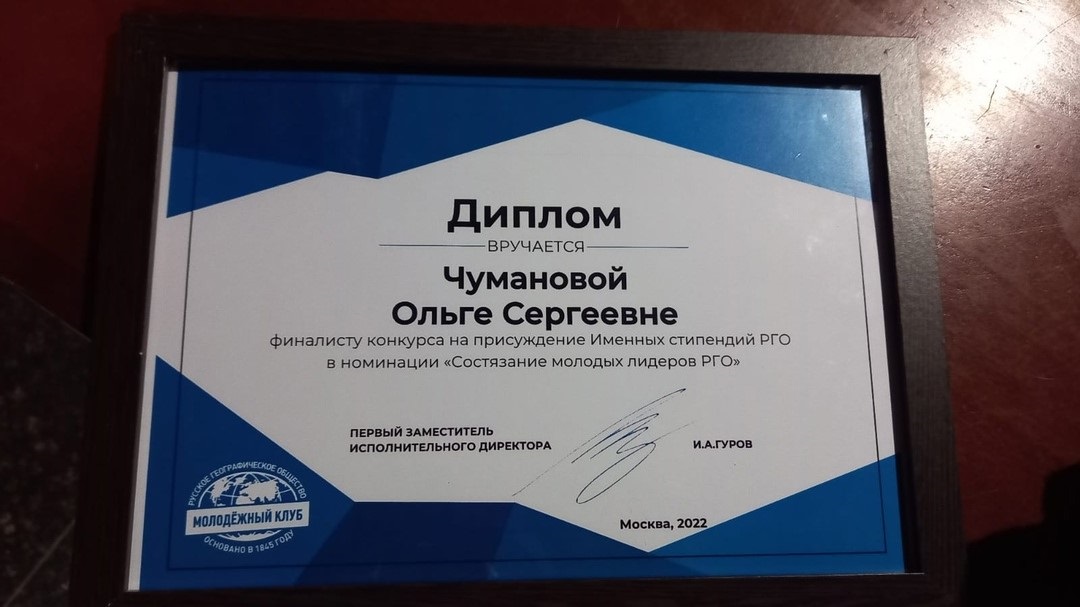 Диплом
ВРУЧАЕТСЯ
Чумановой
Ольге Сергеевне
финалисту конкурса на присуждение Именных стипендий РГО
в номинации «Состязание молодых лидеров РГО»
ПЕРВЫЙ ЗАМЕСТИТЕЛЬ
ИСПОЛНИТЕЛЬНОГО ДИРЕКТОРА
И.А.ГУРОВ
РУССКОЕ ГЕОГРАФИЧЕСКОЕ ОБЩЕСТВО
МОЛОДЁЖНЫЙ КЛУБ
ОСНОВАНО В 1845 ГОДУ
Москва, 2022